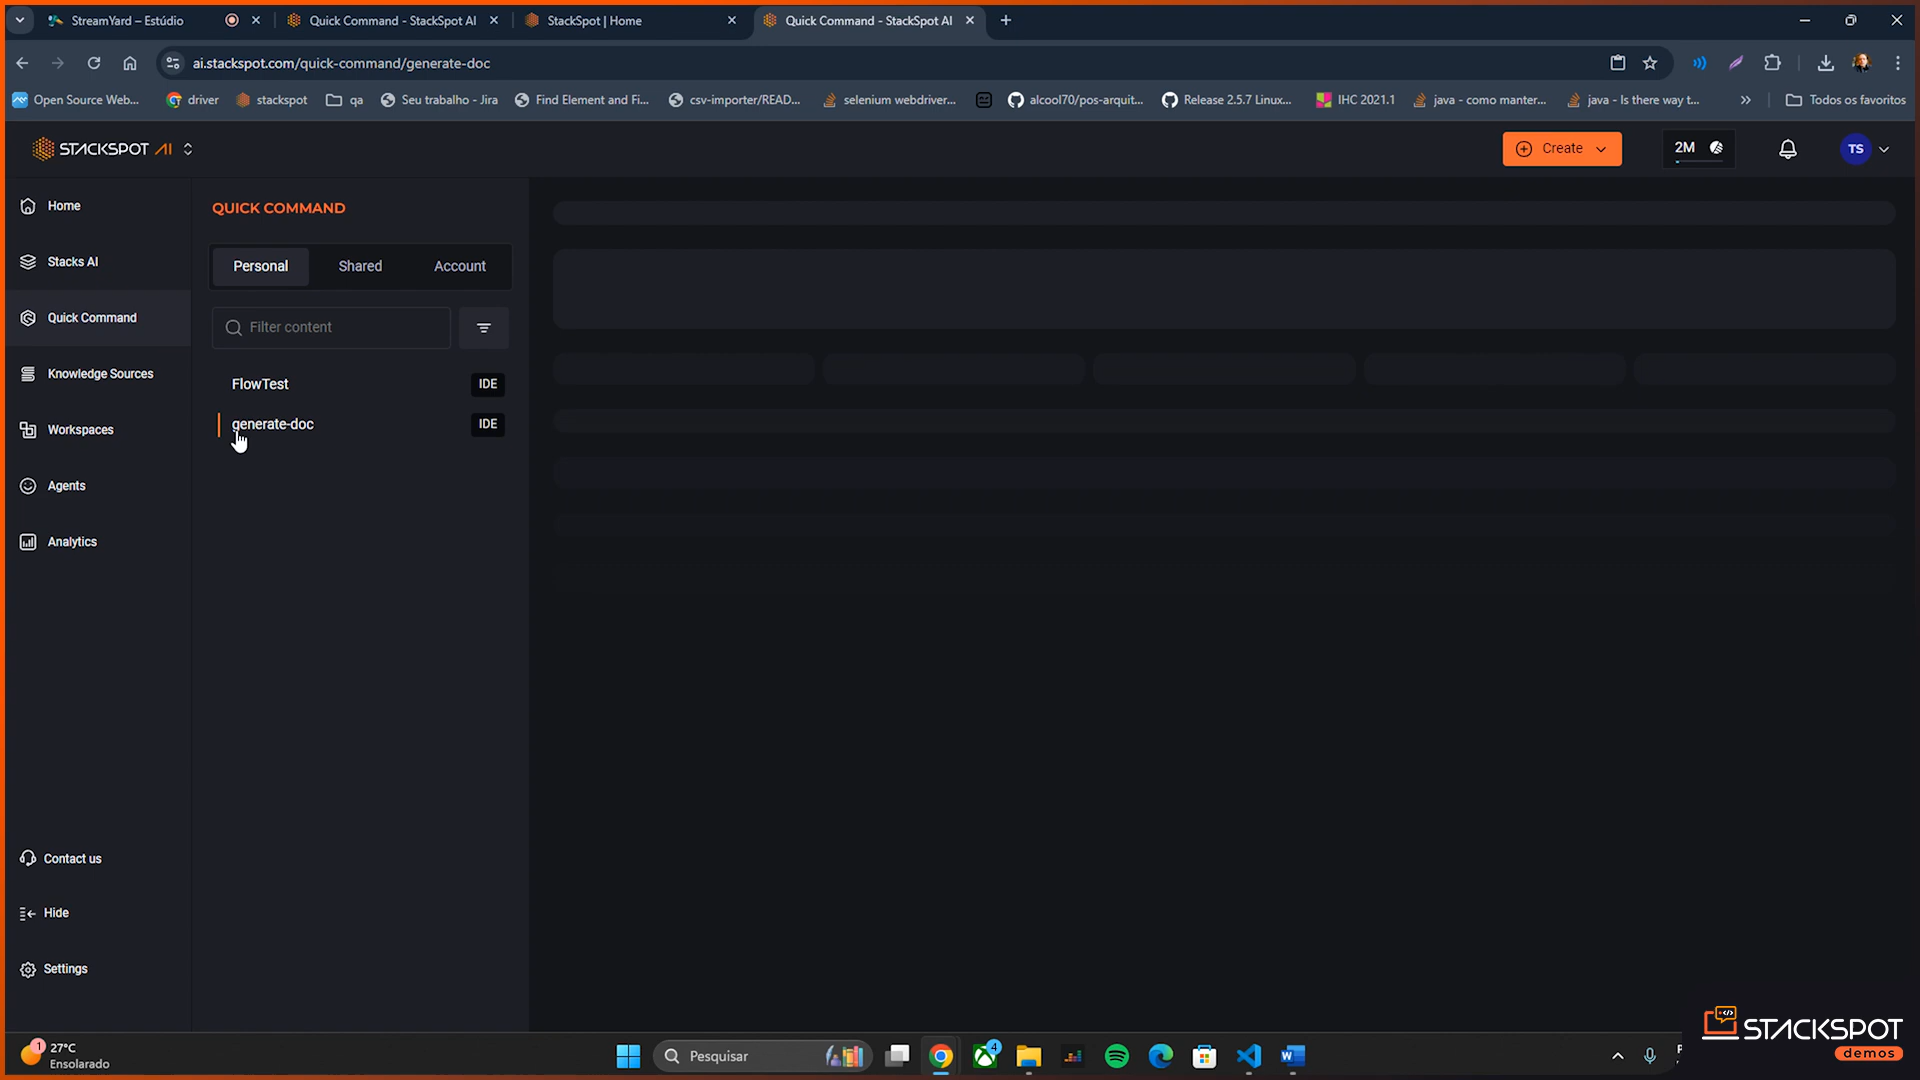 StreamYard – Estúdio
Quick Command - StackSpot AI
StackSpot | Home
Quick Command - StackSpot AI
ai.stackspot.com/quick-command/generate-doc
Open Source Web...
driver
stackspot
qa
Seu trabalho - Jira
Find Element and Fi...
csv-importer/READ...
selenium webdriver...
alcool70/pos-arquit...
Release 2.5.7 Linux...
IHC 2021.1
java - como manter...
java - Is there way t...
Todos os favoritos
STACKSPOT AI
Create
2M
TS
Home
Stacks AI
Quick Command
Knowledge Sources
Workspaces
Agents
Analytics
Contact us
Hide
Settings
QUICK COMMAND
Personal
Shared
Account
Filter content
FlowTest
IDE
generate-doc
IDE
1
27°C
Ensolarado
Pesquisar
4
STACKSPOT
demos